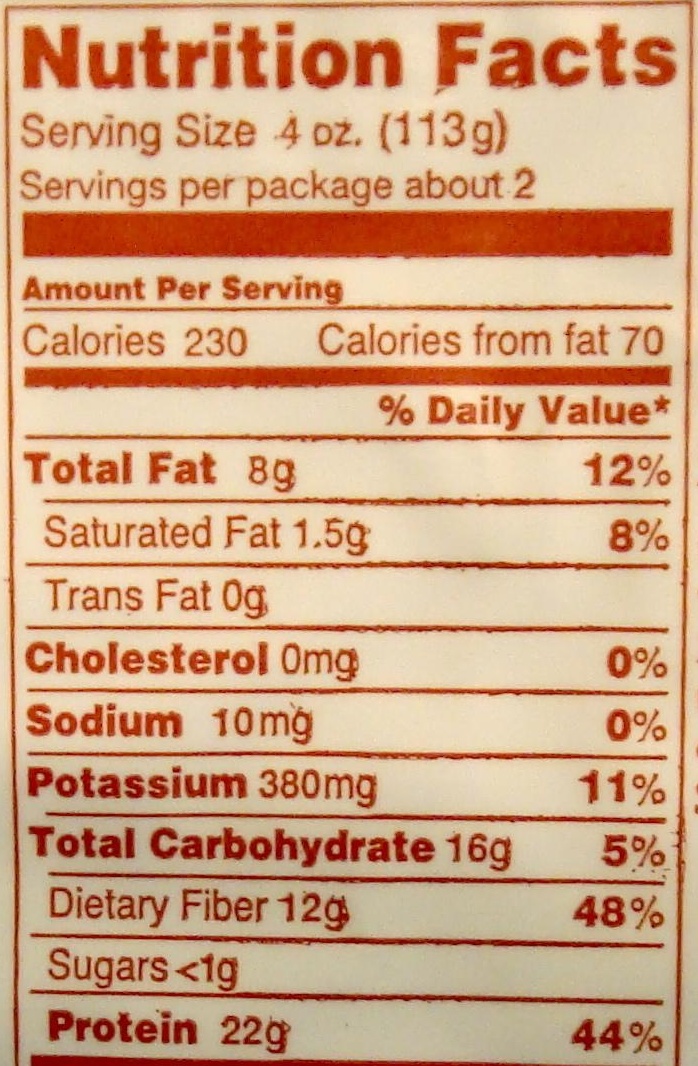 Nutrition Facts
Serving Size 4 oz. (113g)
Servings per package about 2
Amount Per Serving
Calories 230 Calories from fat 70
% Daily Value*
Total Fat 8g 12%
Saturated Fat 1.5g 8%
Trans Fat 0g
Cholesterol 0mg 0%
Sodium 10mg 0%
Potassium 380mg 11%
Total Carbohydrate 16g 5%
Dietary Fiber 12g 48%
Sugars <1g
Protein 22g 44%